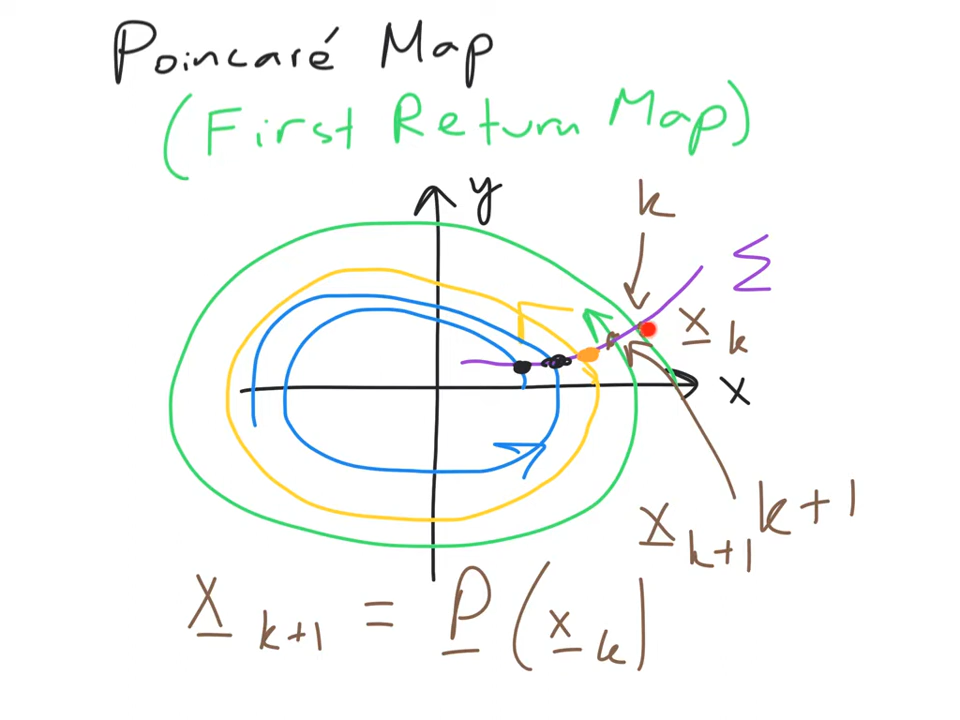 Poincaré Map
(First Return Map)
y
k
Σ
x k
x
x k+1
k+1
x k+1 = P (x k)